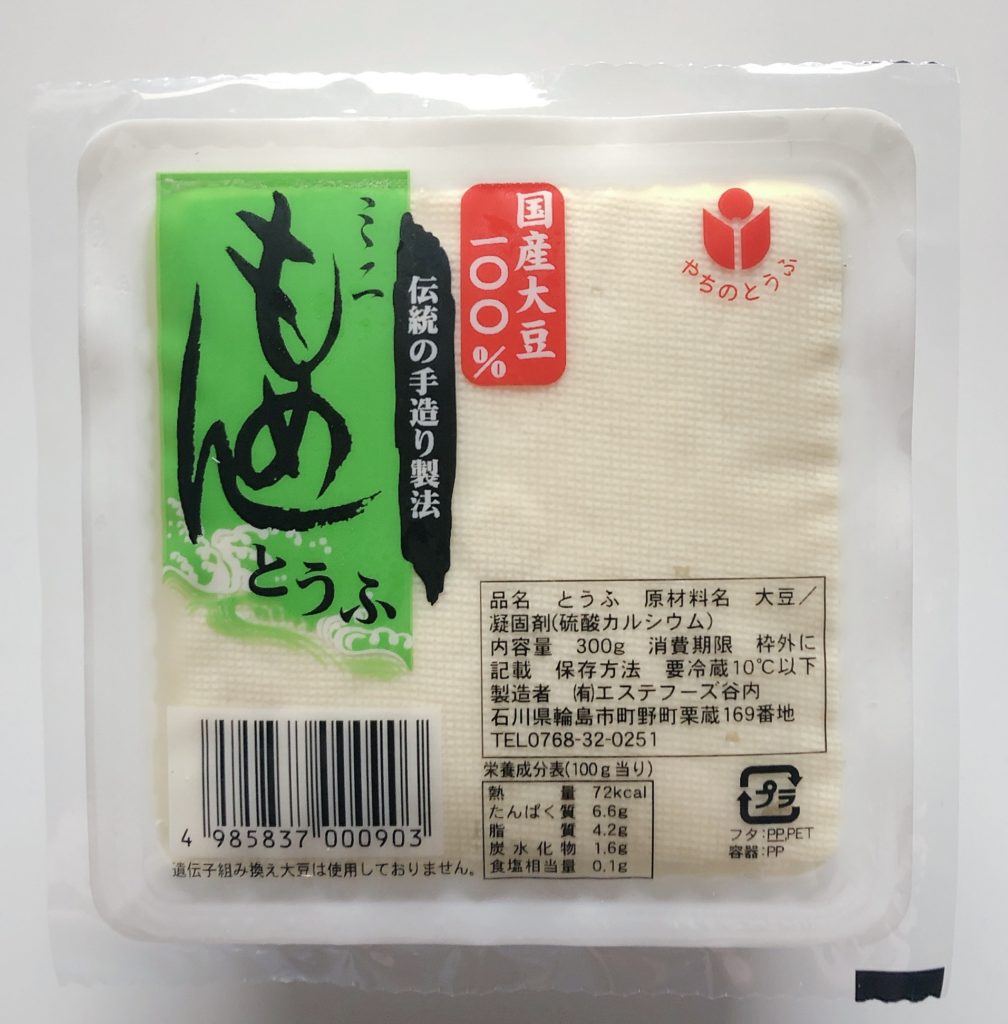 ミニ
もめん
とうふ
伝統の手造り製法
国産大豆
一〇〇%
やちのとうふ
品名 とうふ 原材料名 大豆/
凝固剤(硫酸カルシウム)
内容量 300g 消費期限 枠外に
記載 保存方法 要冷蔵10℃以下
製造者 ㈲エステフーズ谷内
石川県輪島市町野町粟蔵169番地
TEL0768-32-0251
栄養成分表(100g当り)
熱量 72kcal
たんぱく質 6.6g
脂質 4.2g
炭水化物 1.6g
食塩相当量 0.1g
プラ
フタ:PP,PET
容器:PP
4 985837 000903
遺伝子組み換え大豆は使用しておりません。